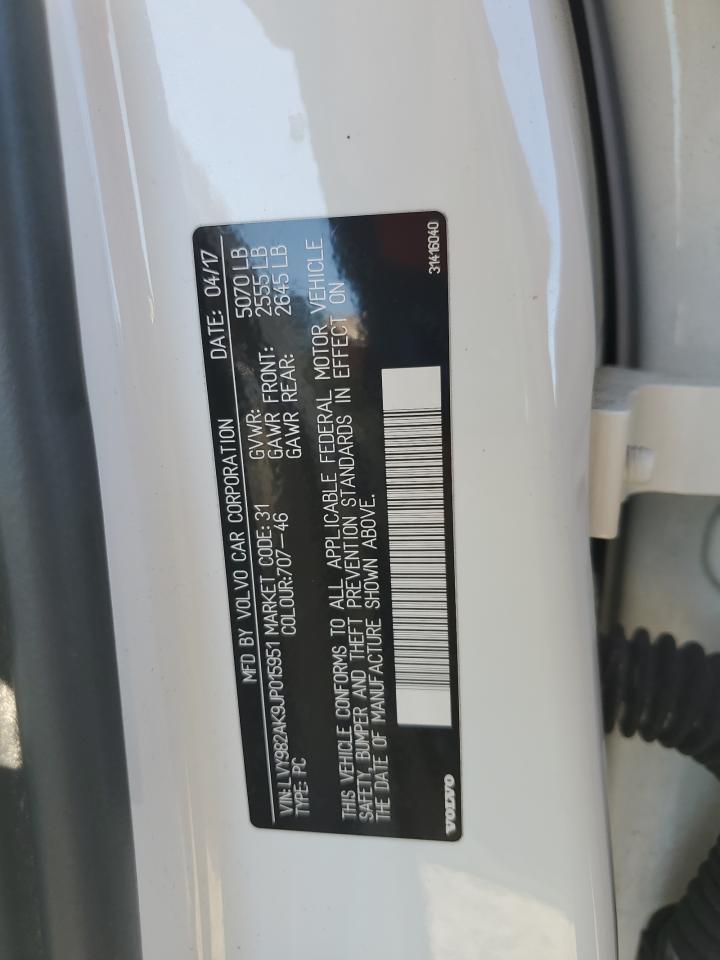 MFD BY VOLVO CAR CORPORATION DATE: 04/17
VIN:LVY982AK9JP015951 MARKET CODE: 31 GVWR: 5070 LB
TYPE: PC COLOUR:707-46 GAWR FRONT: 2555 LB
GAWR REAR: 2645 LB
THIS VEHICLE CONFORMS TO ALL APPLICABLE FEDERAL MOTOR VEHICLE
SAFETY, BUMPER AND THEFT PREVENTION STANDARDS IN EFFECT ON
THE DATE OF MANUFACTURE SHOWN ABOVE.
VOLVO 31416040